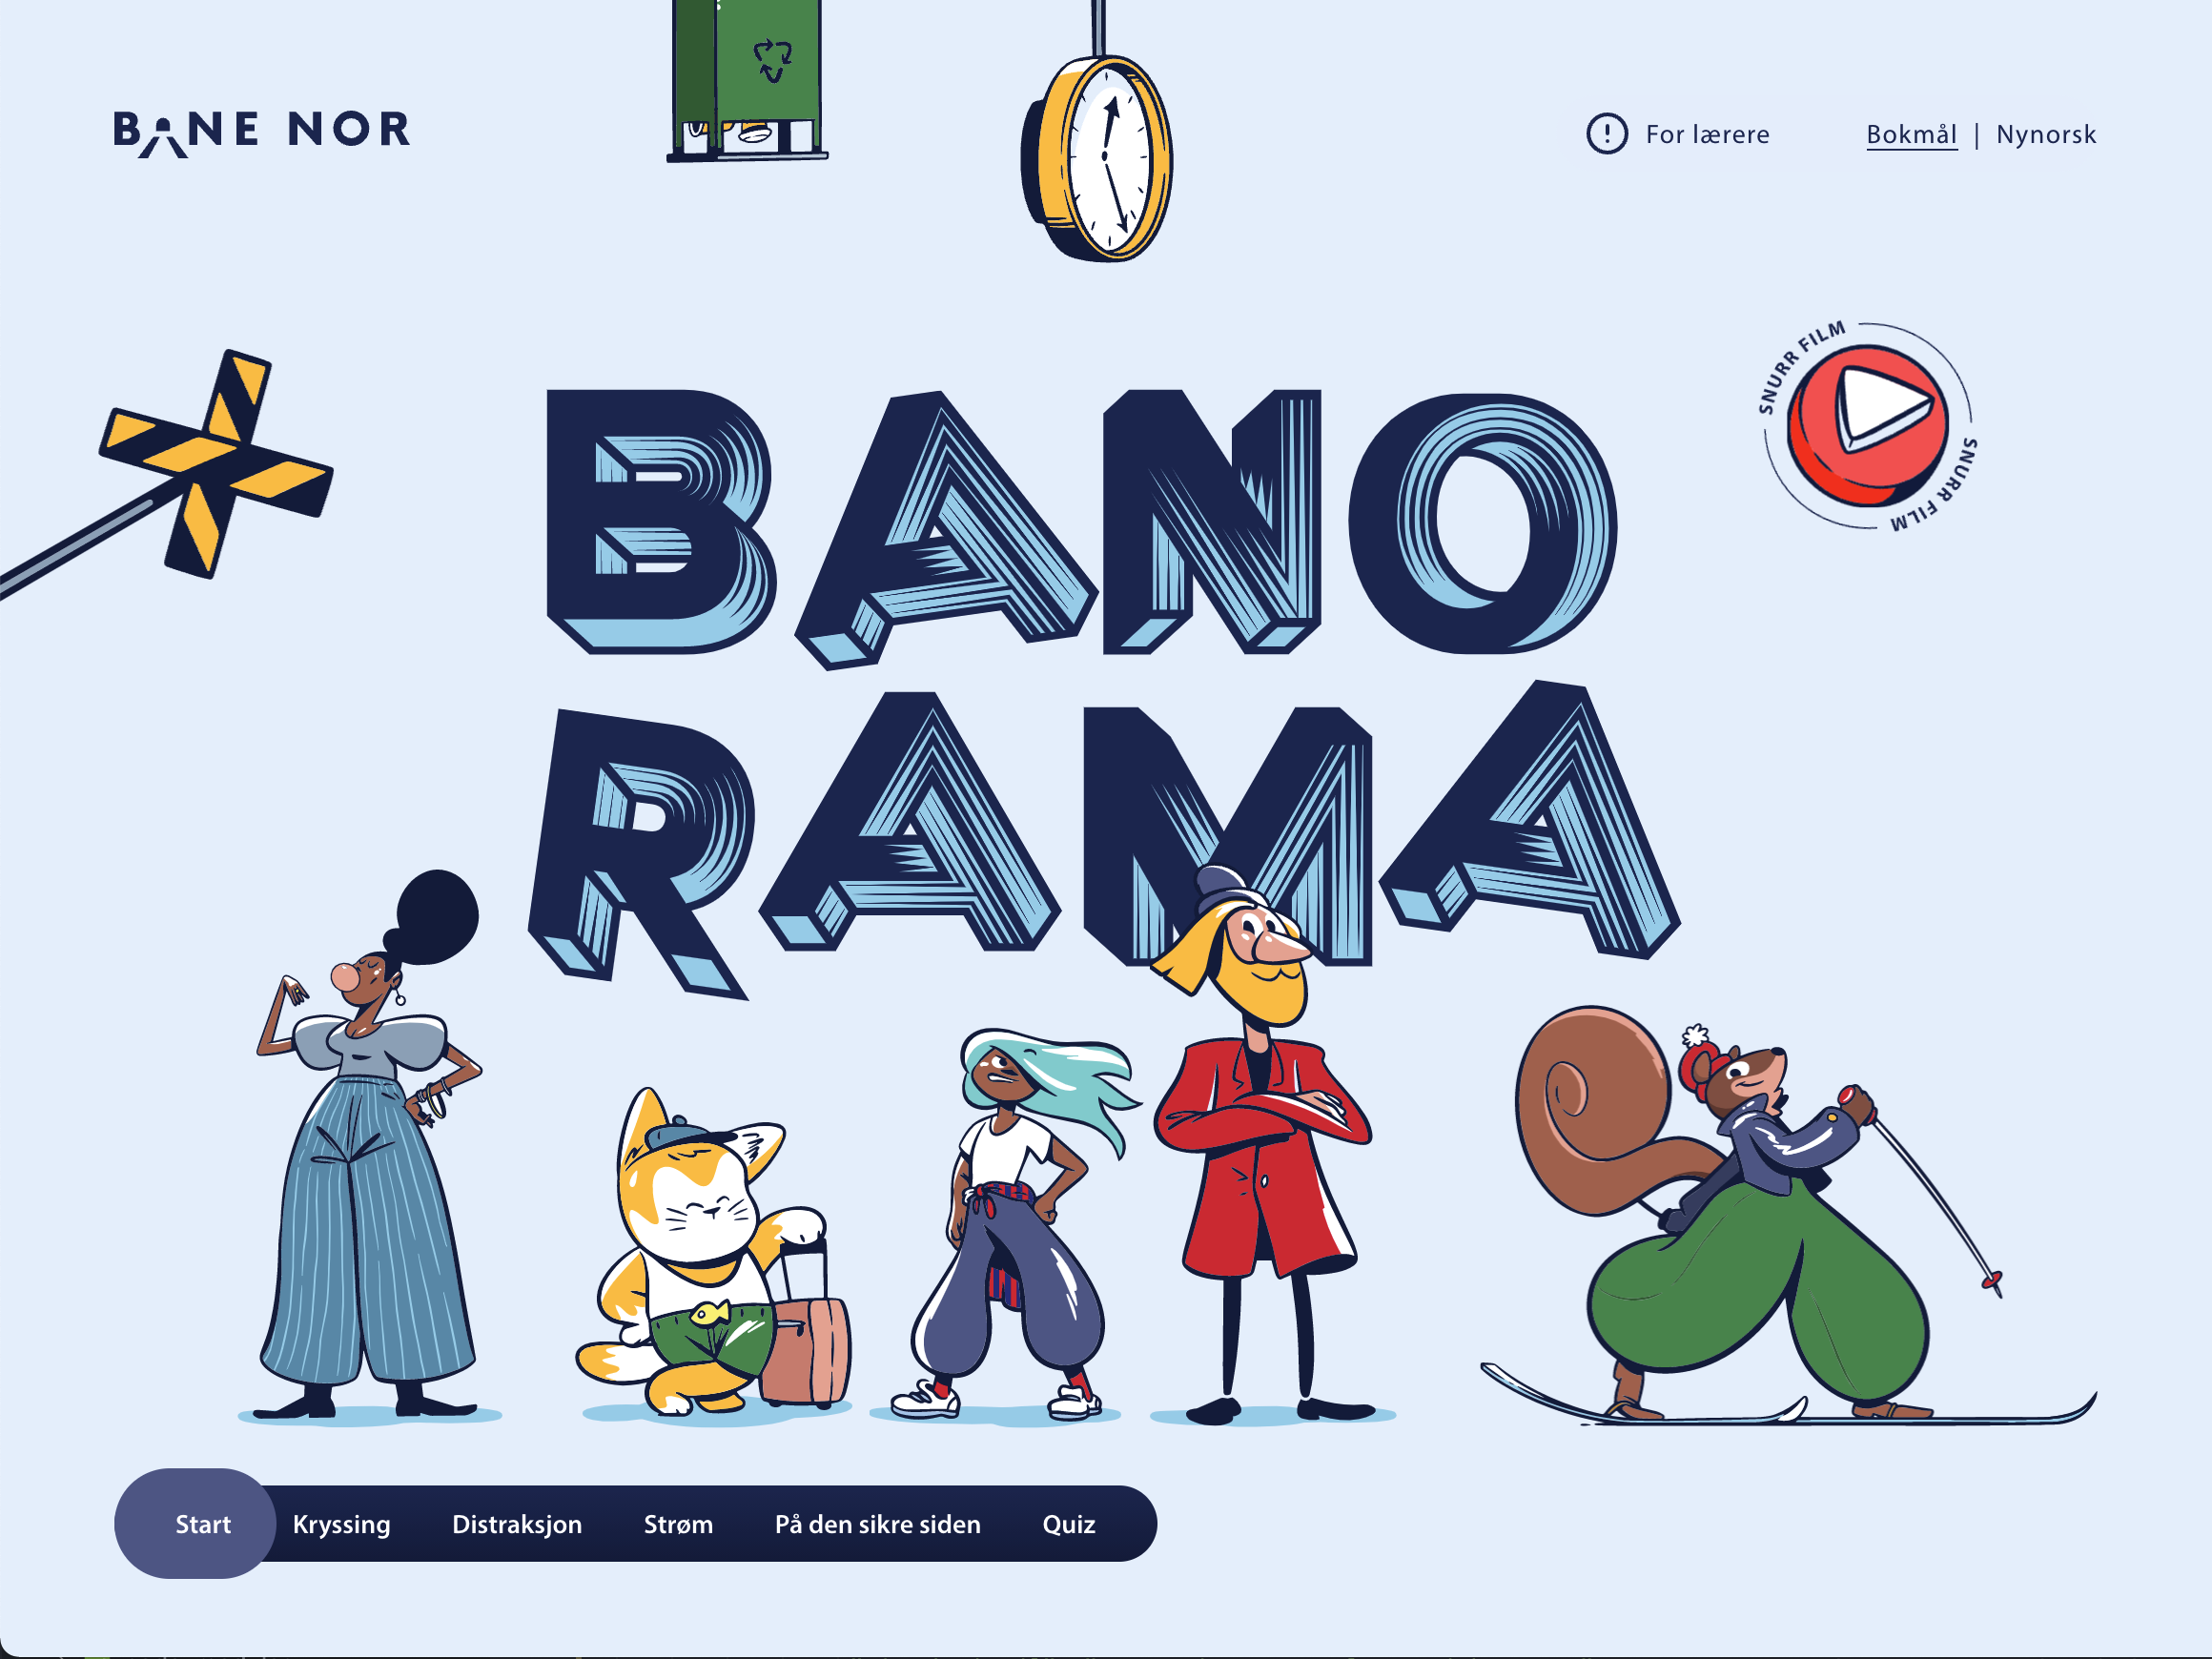 BANE NOR
For lærere
Bokmål | Nynorsk
SNURR FILM
SNURR FILM
BANO
RAMA
Start
Kryssing
Distraksjon
Strøm
På den sikre siden
Quiz